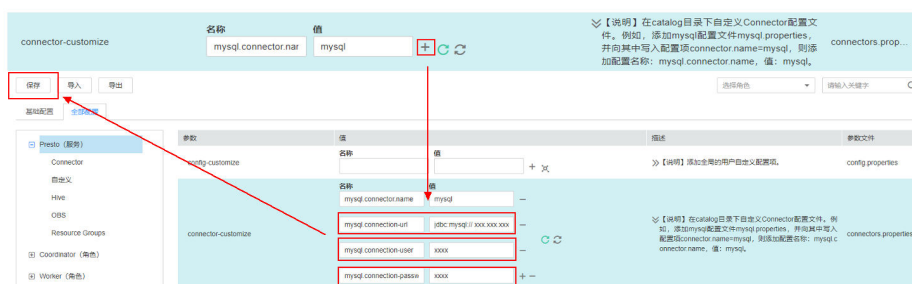 名称 值
connector-customize
mysql.connector.nar mysql
【说明】在catalog目录下自定义Connector配置文
件。例如，添加mysql配置文件mysql.properties，
并向其中写入配置项connector.name=mysql，则添
加配置名称：mysql.connector.name，值：mysql。
connectors.prop...
保存 导入 导出
选择角色 请输入关键字
基础配置 全部配置
参数 值 描述 参数文件
Presto（服务）
Connector
自定义
Hive
OBS
Resource Groups
Coordinator（角色）
Worker（角色）
名称 值
config-customize
【说明】添加全局的用户自定义配置项。
config.properties
名称 值
mysql.connector.name mysql
mysql.connection-url jdbc:mysql://.xxx.xxx.xxx
connector-customize
mysql.connection-user xxxx
mysql.connection-passw xxxx
【说明】在catalog目录下自定义Connector配置文件。例
如，添加mysql配置文件mysql.properties，并向其中写入
配置项connector.name=mysql，则添加配置名称：mysql.c
onnector.name，值：mysql。
connectors.properties